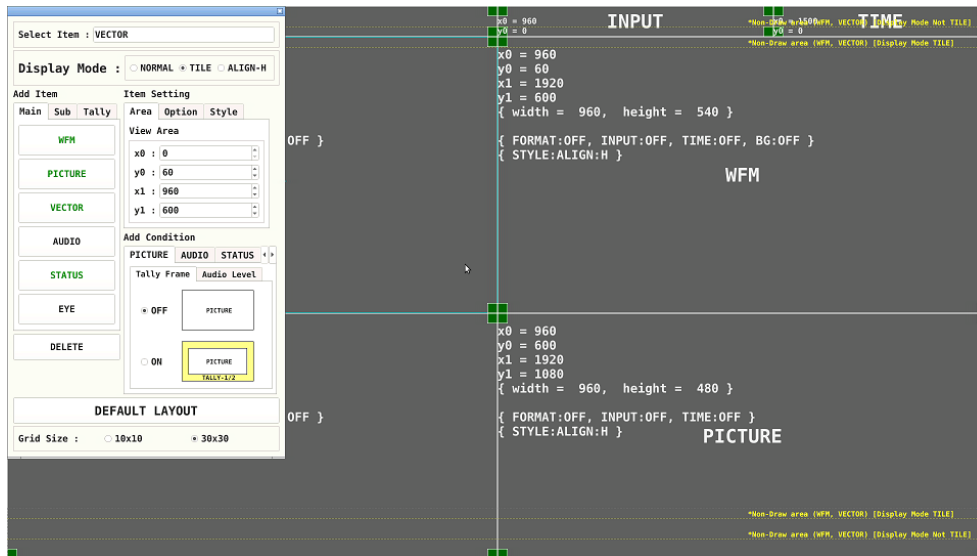 Select Item : VECTOR
Display Mode : NORMAL TILE ALIGN-H
Add Item
Main Sub Tally
WFM
PICTURE
VECTOR
AUDIO
STATUS
EYE
DELETE
Item Setting
Area Option Style
View Area
x0 : 0
y0 : 60
x1 : 960
y1 : 600
Add Condition
PICTURE AUDIO STATUS
Tally Frame Audio Level
OFF PICTURE
ON PICTURE
TALLY-1/2
DEFAULT LAYOUT
Grid Size : 10x10 30x30
x0 = 960
y0 = 0
INPUT
x0 = 1500
y0 = 0
TIME
*Non-Draw area (WFM, VECTOR) [Display Mode Not TILE]
*Non-Draw area (WFM, VECTOR) [Display Mode TILE]
x0 = 960
y0 = 60
x1 = 1920
y1 = 600
{ width = 960, height = 540 }
OFF }
{ FORMAT:OFF, INPUT:OFF, TIME:OFF, BG:OFF }
{ STYLE:ALIGN:H }
WFM
x0 = 960
y0 = 600
x1 = 1920
y1 = 1080
{ width = 960, height = 480 }
OFF }
{ FORMAT:OFF, INPUT:OFF, TIME:OFF }
{ STYLE:ALIGN:H }
PICTURE
*Non-Draw area (WFM, VECTOR) [Display Mode TILE]
*Non-Draw area (WFM, VECTOR) [Display Mode Not TILE]